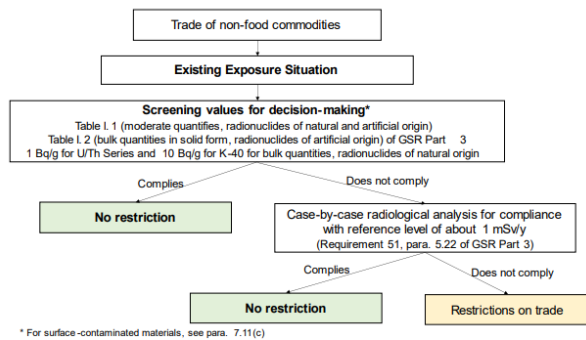 Trade of non-food commodities
Existing Exposure Situation
Screening values for decision-making*
Table I. 1 (moderate quantifies, radionuclides of natural and artificial origin)
Table I. 2 (bulk quantities in solid form, radionuclides of artificial origin) of GSR Part 3
1 Bq/g for U/Th Series and 10 Bq/g for K-40 for bulk quantities, radionuclides of natural origin
Complies
Does not comply
No restriction
Case-by-case radiological analysis for compliance
with reference level of about 1 mSv/y
(Requirement 51, para. 5.22 of GSR Part 3)
Complies
Does not comply
No restriction
Restrictions on trade
* For surface-contaminated materials, see para. 7.11(c)